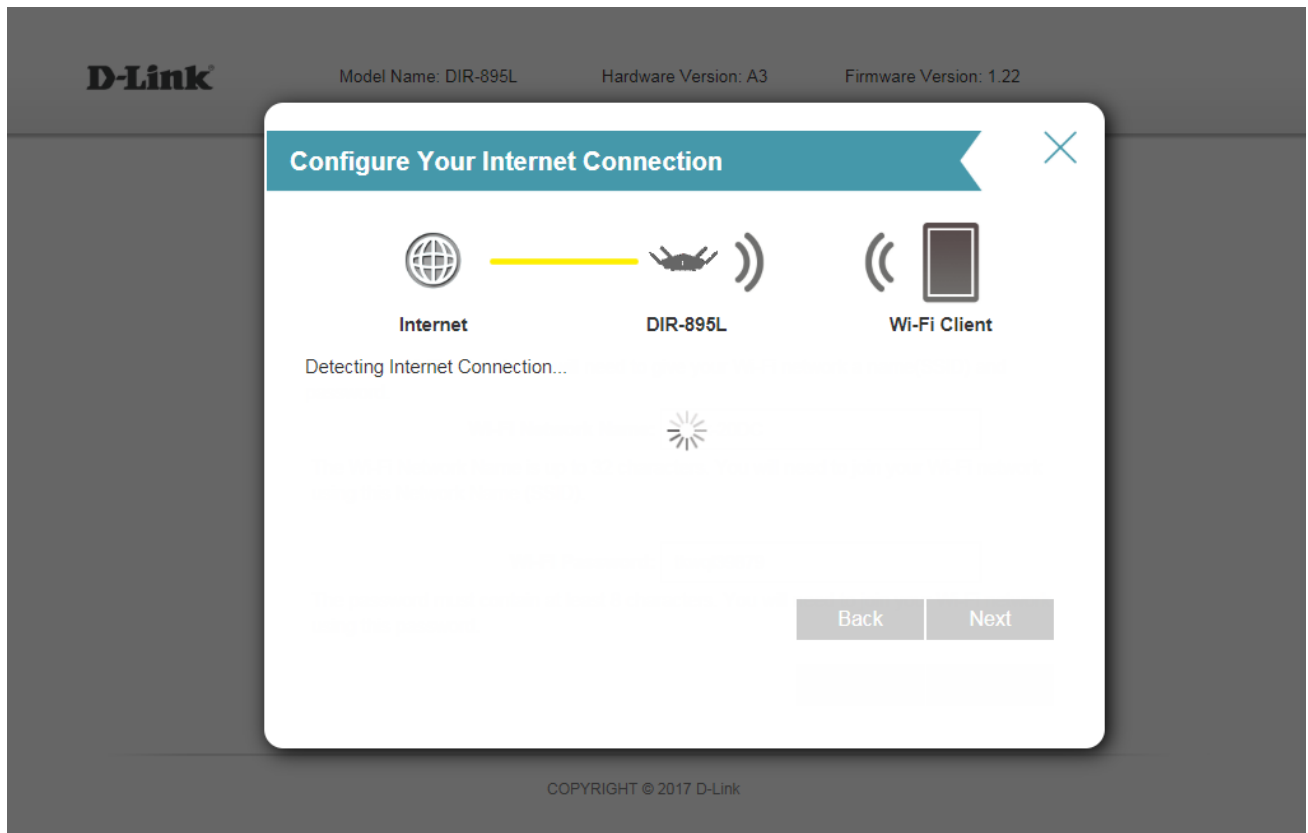 D-Link
Model Name: DIR-895L Hardware Version: A3 Firmware Version: 1.22
Configure Your Internet Connection
Internet DIR-895L Wi-Fi Client
Detecting Internet Connection...
Back Next
COPYRIGHT © 2017 D-Link